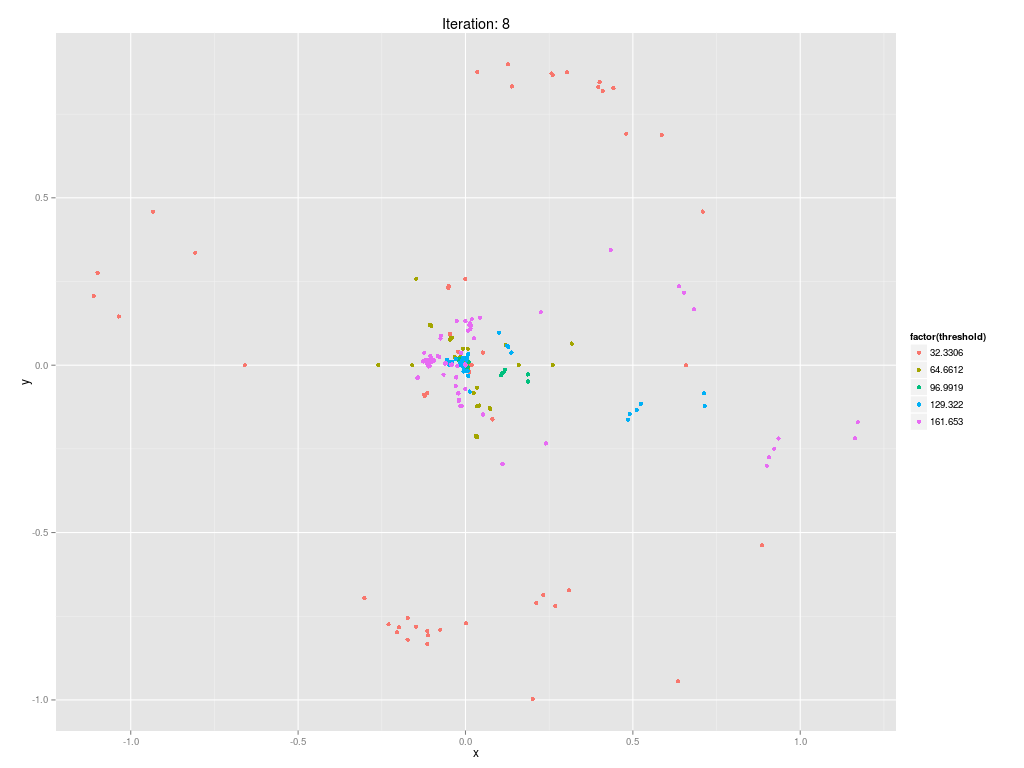 Iteration: 8
0.5
0.0
-0.5
-1.0
y
-1.0 -0.5 0.0 0.5 1.0
x
factor(threshold)
32.3306
64.6612
96.9919
129.322
161.653